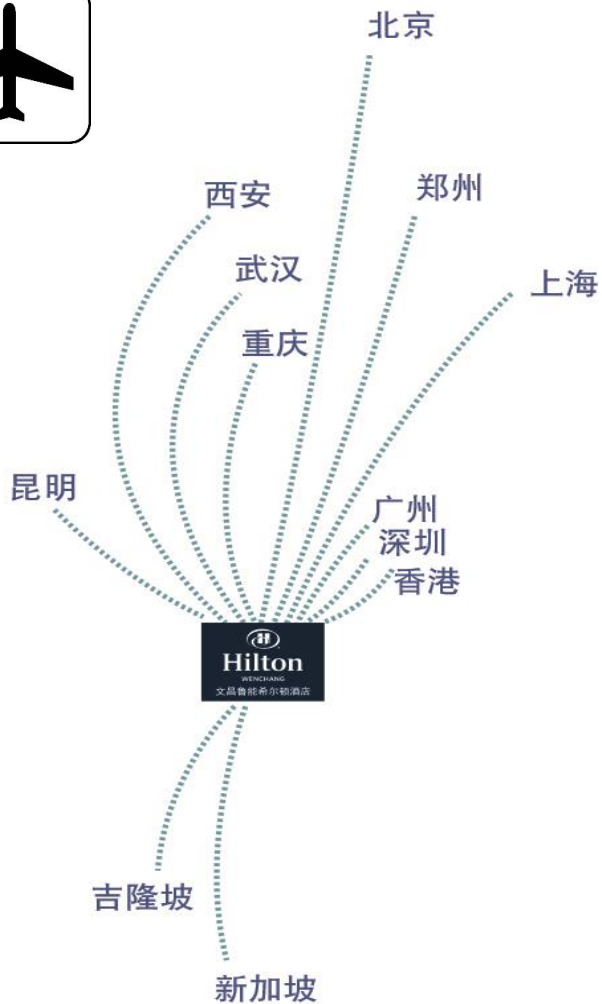 北京
西安
郑州
武汉
上海
重庆
昆明
广州
深圳
香港
Hilton
WENCHANG
文昌鲁能希尔顿酒店
吉隆坡
新加坡